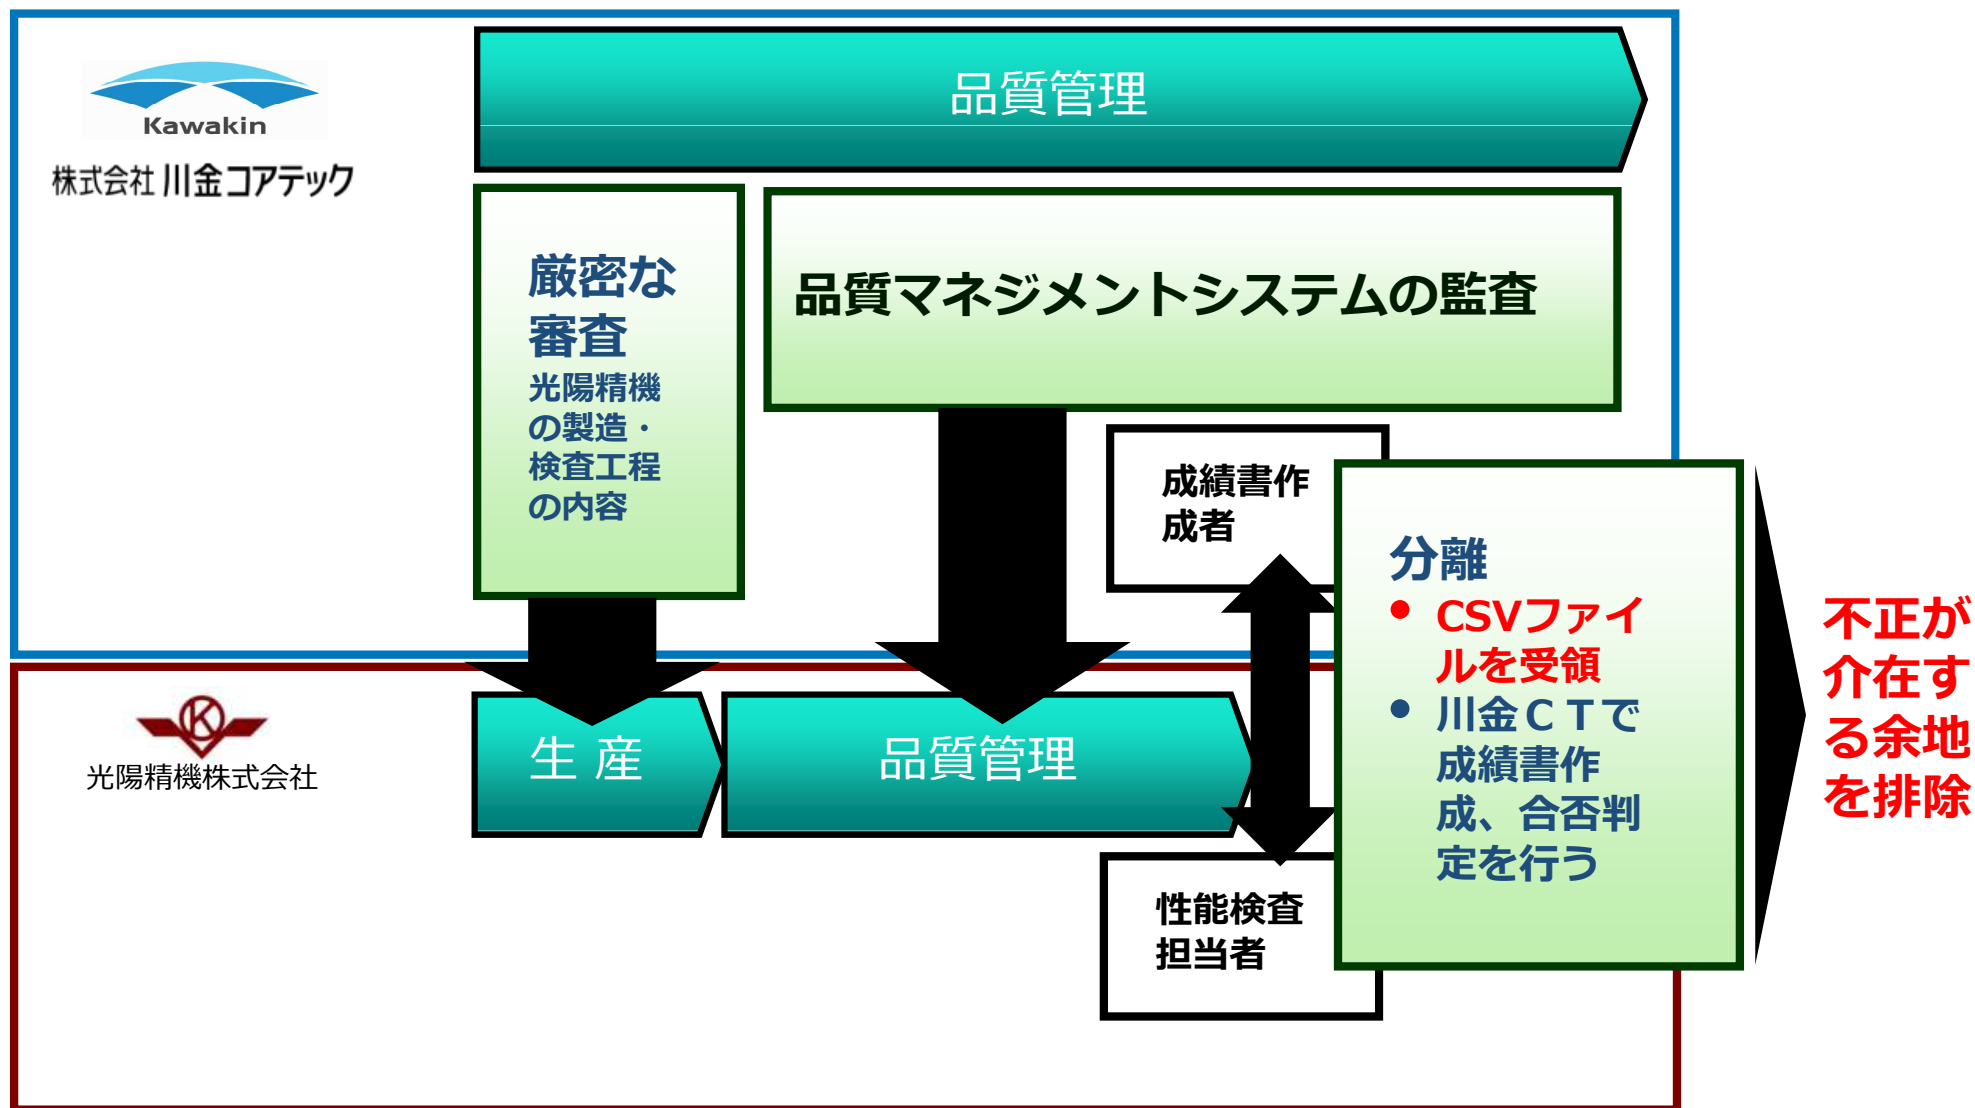 品質管理
Kawakin
株式会社 川金コアテック
厳密な
審査
光陽精機
の製造・
検査工程
の内容
品質マネジメントシステムの監査
成績書作
成者
分離
• CSVファイ
ルを受領
• 川金ＣＴで
成績書作
成、合否判
定を行う
不正が
介在す
る余地
を排除
K
光陽精機株式会社
生 産
品質管理
性能検査
担当者